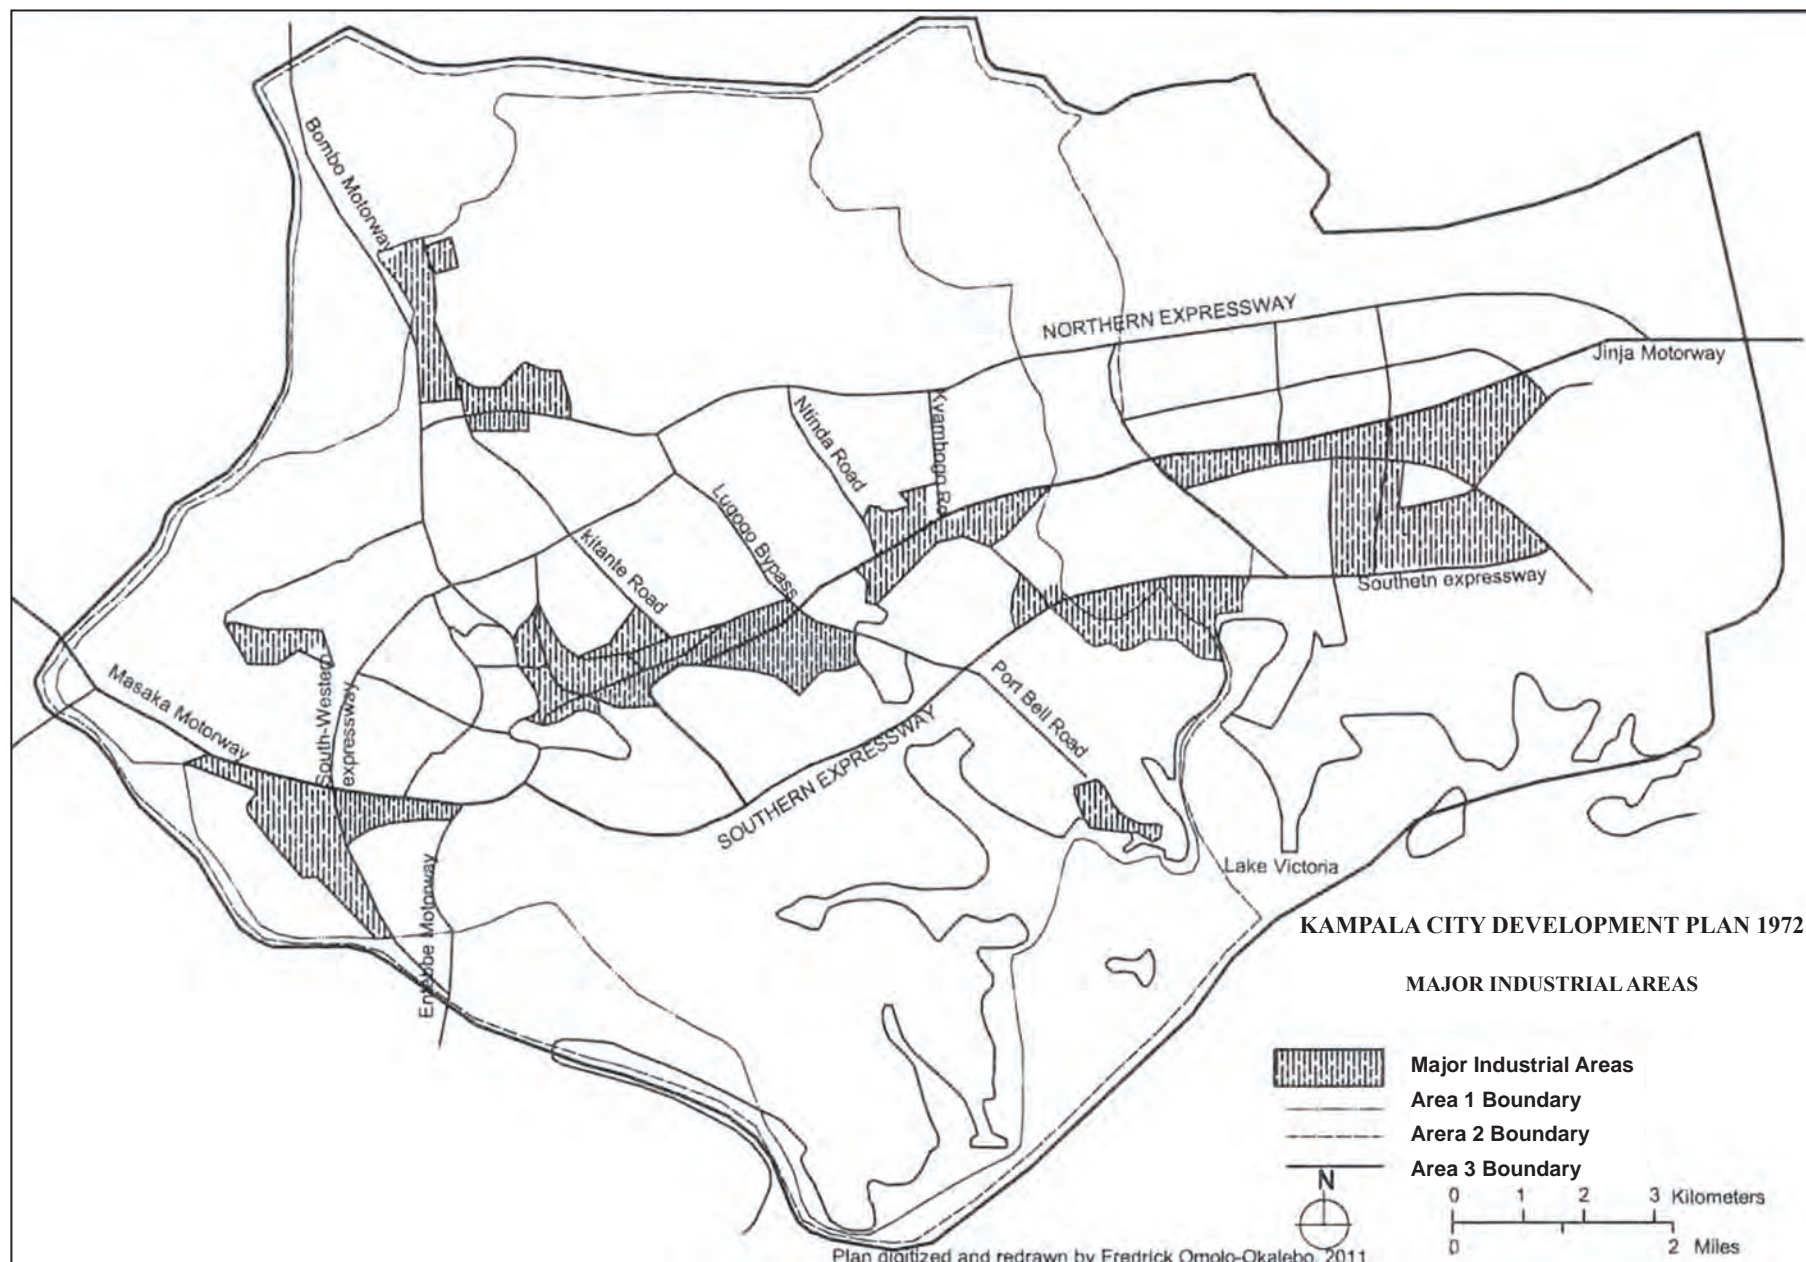 Bombo Motorway
NORTHERN EXPRESSWAY
Jinja Motorway
Ntinda Road
Kyambogo Rd
Lugogo Bypass
kitante Road
Southetn expressway
Masaka Motorway
South-Western
expressway
Port Bell Road
SOUTHERN EXPRESSWAY
Entebbe Motorway
Lake Victoria
KAMPALA CITY DEVELOPMENT PLAN 1972
MAJOR INDUSTRIAL AREAS
Major Industrial Areas
Area 1 Boundary
Arera 2 Boundary
Area 3 Boundary
N
0 1 2 3 Kilometers
0 2 Miles
Plan digitized and redrawn by Fredrick Omolo-Okalebo, 2011